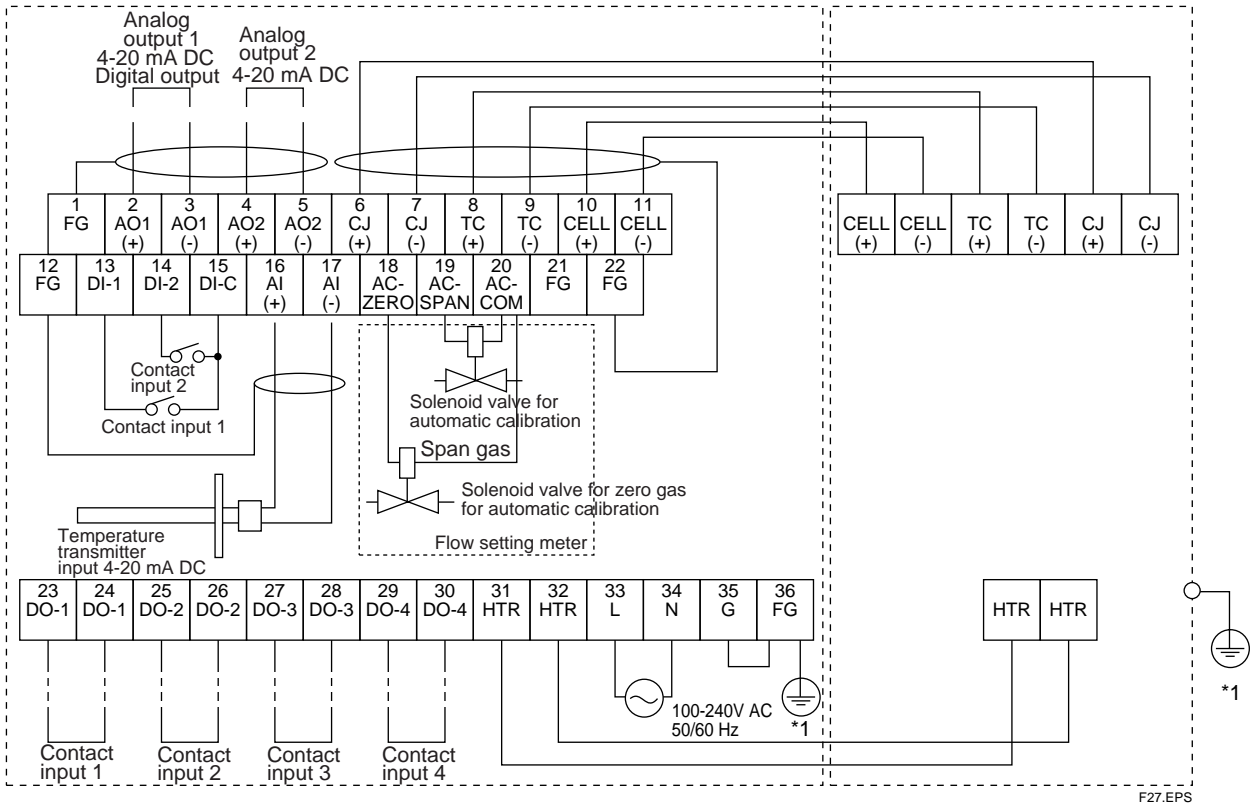 Analog
output 1
4-20 mA DC
Digital output
Analog
output 2
4-20 mA DC
1
FG
2
AO1
(+)
3
AO1
(-)
4
AO2
(+)
5
AO2
(-)
6
CJ
(+)
7
CJ
(-)
8
TC
(+)
9
TC
(-)
10
CELL
(+)
11
CELL
(-)
CELL
(+)
CELL
(-)
TC
(+)
TC
(-)
CJ
(+)
CJ
(-)
12
FG
13
DI-1
14
DI-2
15
DI-C
16
AI
(+)
17
AI
(-)
18
AC-
ZERO
19
AC-
SPAN
20
AC-
COM
21
FG
22
FG
Contact
input 2
Contact input 1
Solenoid valve for
automatic calibration
Span gas
Solenoid valve for zero gas
for automatic calibration
Flow setting meter
Temperature
transmitter
input 4-20 mA DC
23
DO-1
24
DO-1
25
DO-2
26
DO-2
27
DO-3
28
DO-3
29
DO-4
30
DO-4
31
HTR
32
HTR
33
L
34
N
35
G
36
FG
HTR
HTR
*1
100-240V AC
50/60 Hz
*1
Contact
input 1
Contact
input 2
Contact
input 3
Contact
input 4
F27.EPS